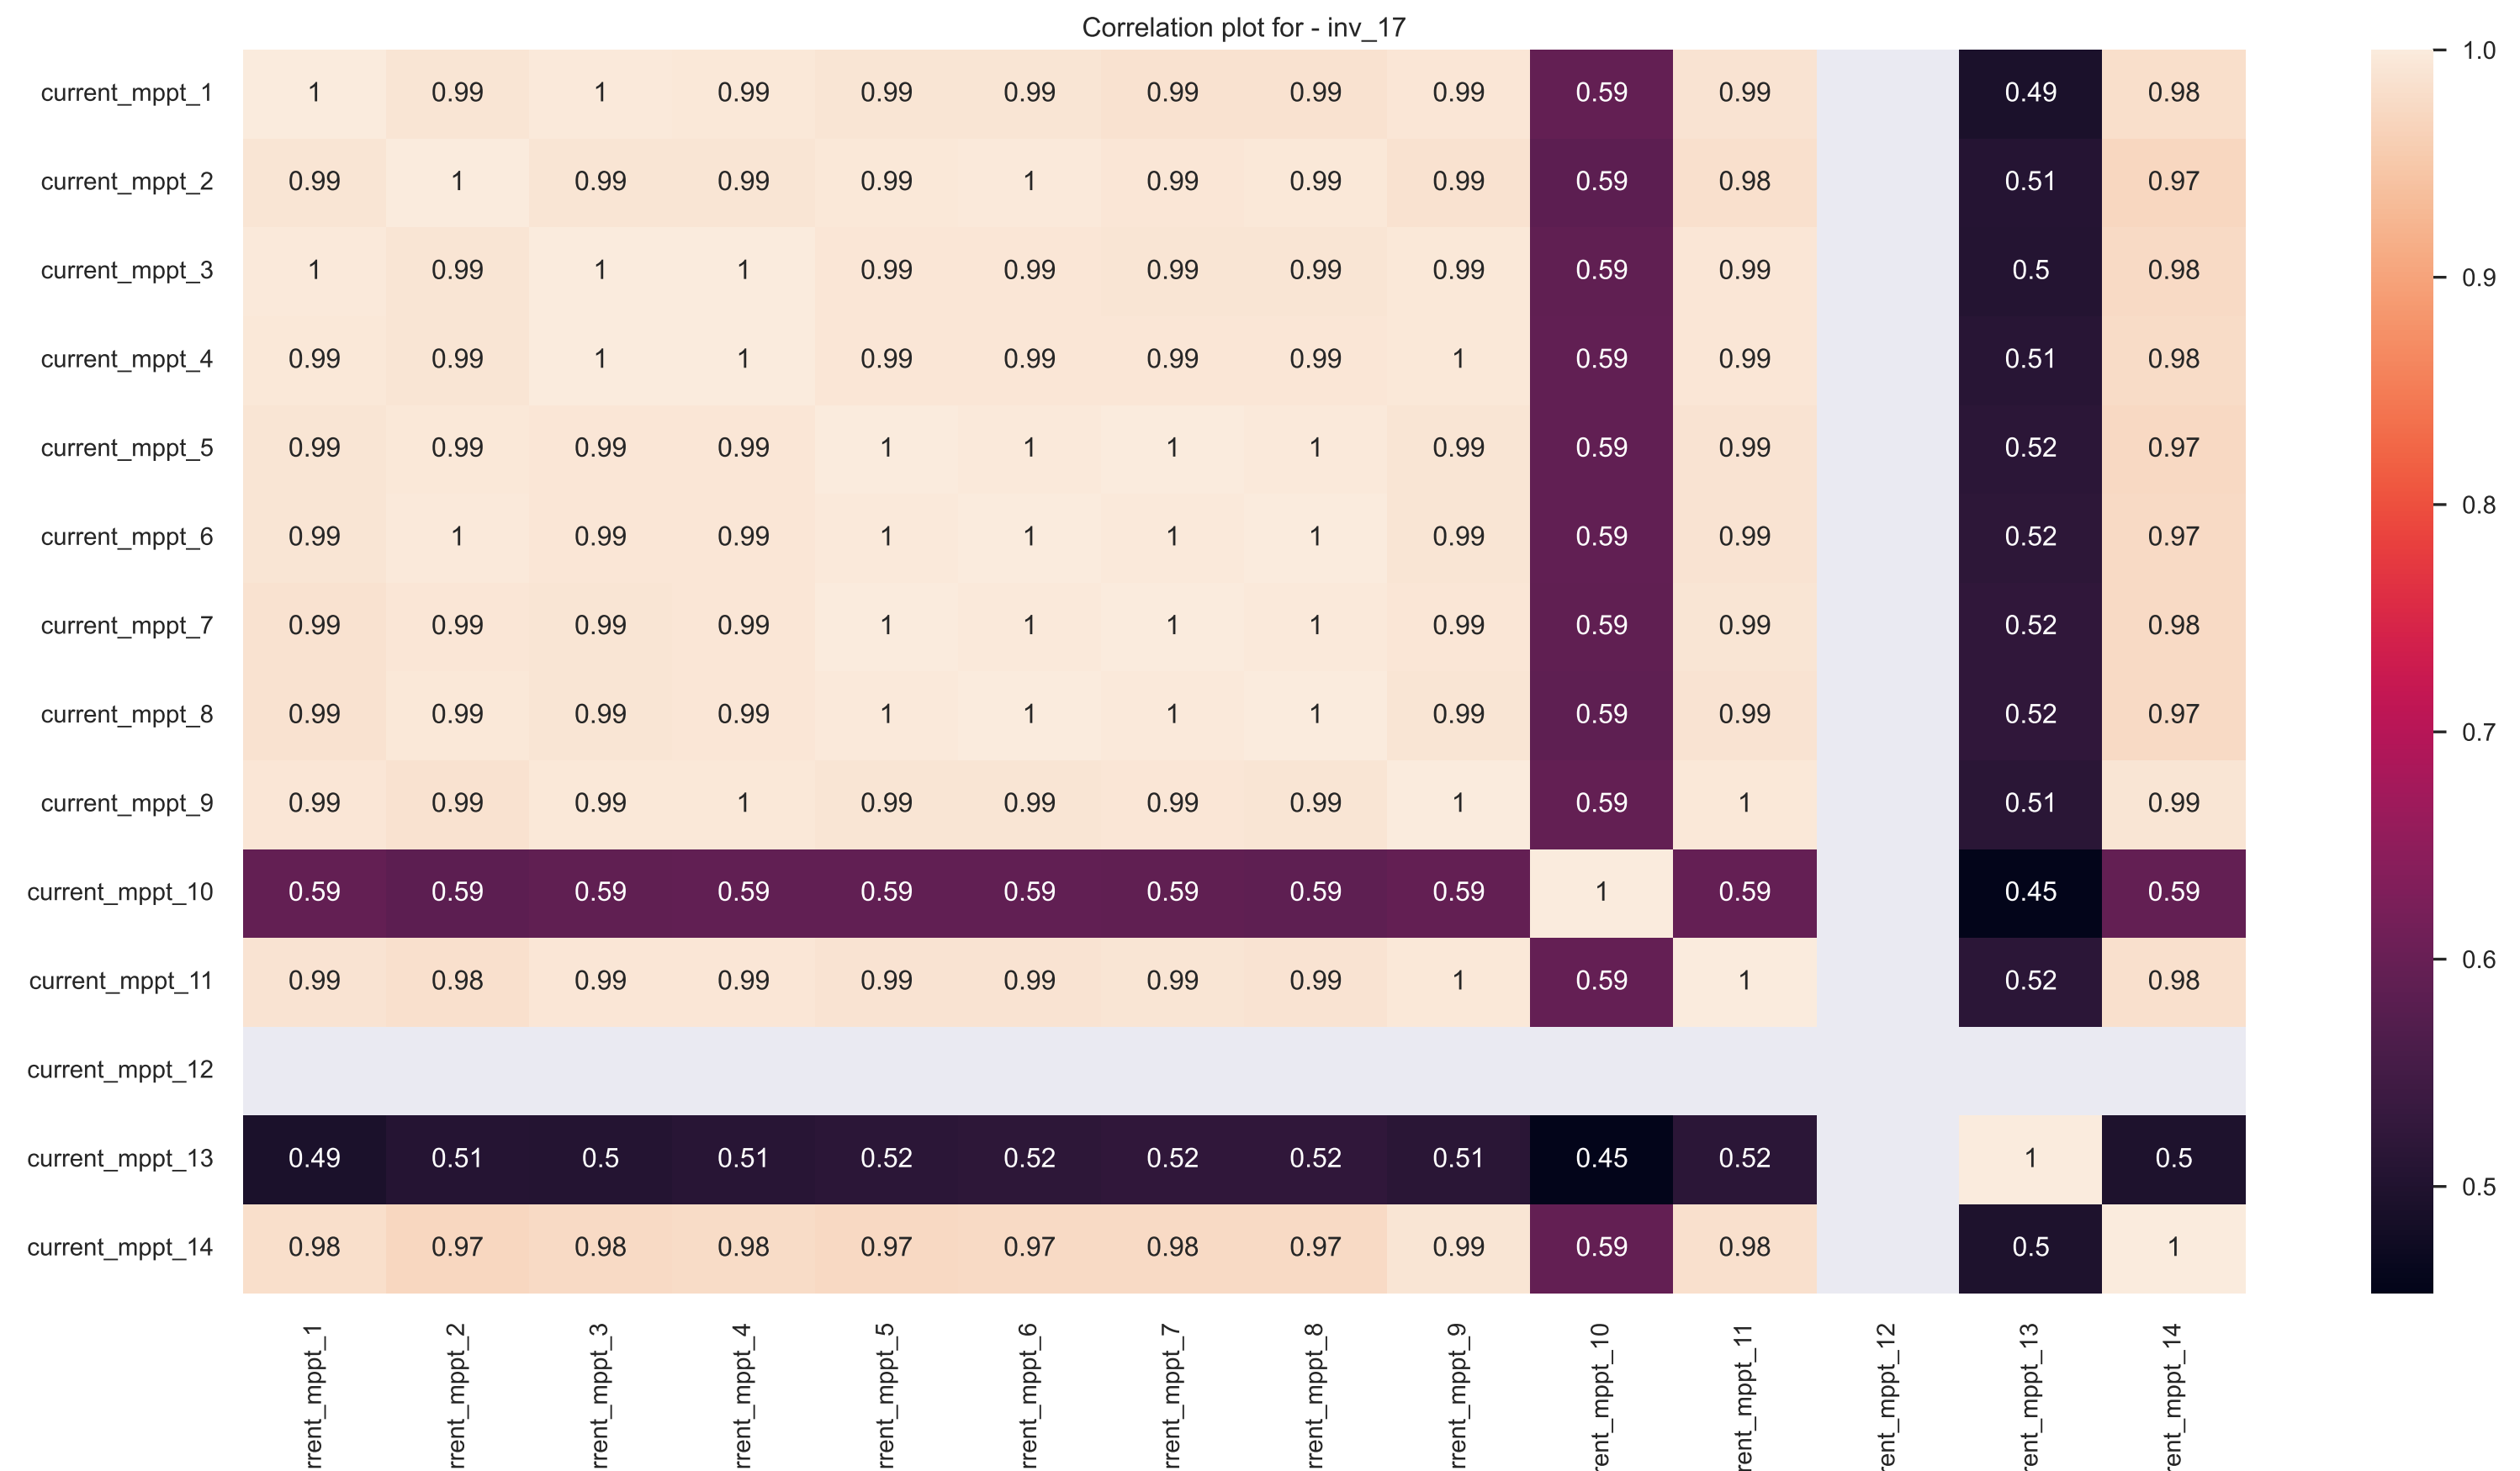 Correlation plot for - inv_17
current_mppt_1 1 0.99 1 0.99 0.99 0.99 0.99 0.99 0.99 0.59 0.99 0.49 0.98
current_mppt_2 0.99 1 0.99 0.99 0.99 1 0.99 0.99 0.99 0.59 0.98 0.51 0.97
current_mppt_3 1 0.99 1 1 0.99 0.99 0.99 0.99 0.99 0.59 0.99 0.5 0.98
current_mppt_4 0.99 0.99 1 1 0.99 0.99 0.99 0.99 1 0.59 0.99 0.51 0.98
current_mppt_5 0.99 0.99 0.99 0.99 1 1 1 1 0.99 0.59 0.99 0.52 0.97
current_mppt_6 0.99 1 0.99 0.99 1 1 1 1 0.99 0.59 0.99 0.52 0.97
current_mppt_7 0.99 0.99 0.99 0.99 1 1 1 1 0.99 0.59 0.99 0.52 0.98
current_mppt_8 0.99 0.99 0.99 0.99 1 1 1 1 0.99 0.59 0.99 0.52 0.97
current_mppt_9 0.99 0.99 0.99 1 0.99 0.99 0.99 0.99 1 0.59 1 0.51 0.99
current_mppt_10 0.59 0.59 0.59 0.59 0.59 0.59 0.59 0.59 0.59 1 0.59 0.45 0.59
current_mppt_11 0.99 0.98 0.99 0.99 0.99 0.99 0.99 0.99 1 0.59 1 0.52 0.98
current_mppt_12
current_mppt_13 0.49 0.51 0.5 0.51 0.52 0.52 0.52 0.52 0.51 0.45 0.52 1 0.5
current_mppt_14 0.98 0.97 0.98 0.98 0.97 0.97 0.98 0.97 0.99 0.59 0.98 0.5 1
rrent_mppt_1 rrent_mppt_2 rrent_mppt_3 rrent_mppt_4 rrent_mppt_5 rrent_mppt_6 rrent_mppt_7 rrent_mppt_8 rrent_mppt_9 rent_mppt_10 rent_mppt_11 rent_mppt_12 rent_mppt_13 rent_mppt_14
1.0
0.9
0.8
0.7
0.6
0.5